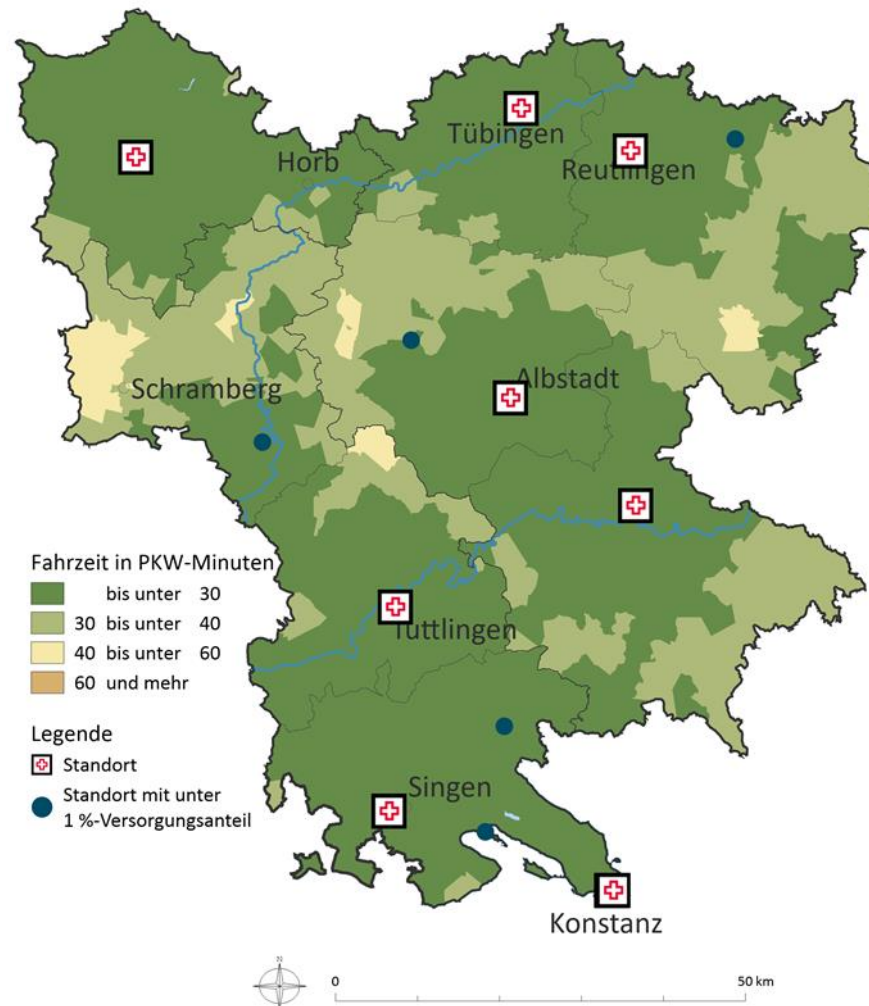 Tübingen
Horb
Reutlingen
Albstadt
Schramberg
Fahrzeit in PKW-Minuten
bis unter 30
30 bis unter 40
40 bis unter 60
60 und mehr
Tuttlingen
Legende
Standort
Standort mit unter
1 %-Versorgungsanteil
Singen
Konstanz
N
0 50 km